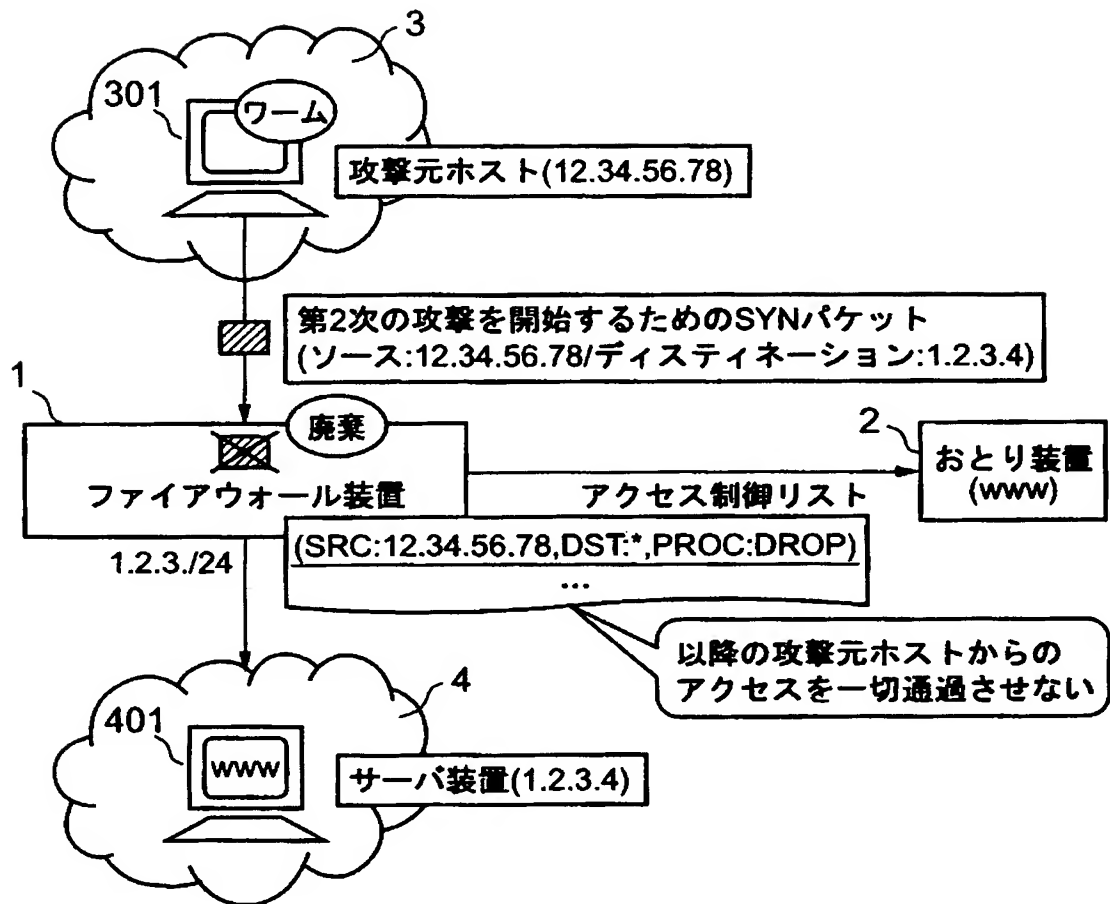 3
301
ワーム
攻撃元ホスト(12.34.56.78)
第2次の攻撃を開始するためのSYNパケット
(ソース:12.34.56.78/ディスティネーション:1.2.3.4)
1
廃棄
ファイアウォール装置
2
おとり装置
(www)
アクセス制御リスト
1.2.3./24
(SRC:12.34.56.78,DST:*,PROC:DROP)
…
以降の攻撃元ホストからの
アクセスを一切通過させない
4
401
www
サーバ装置(1.2.3.4)